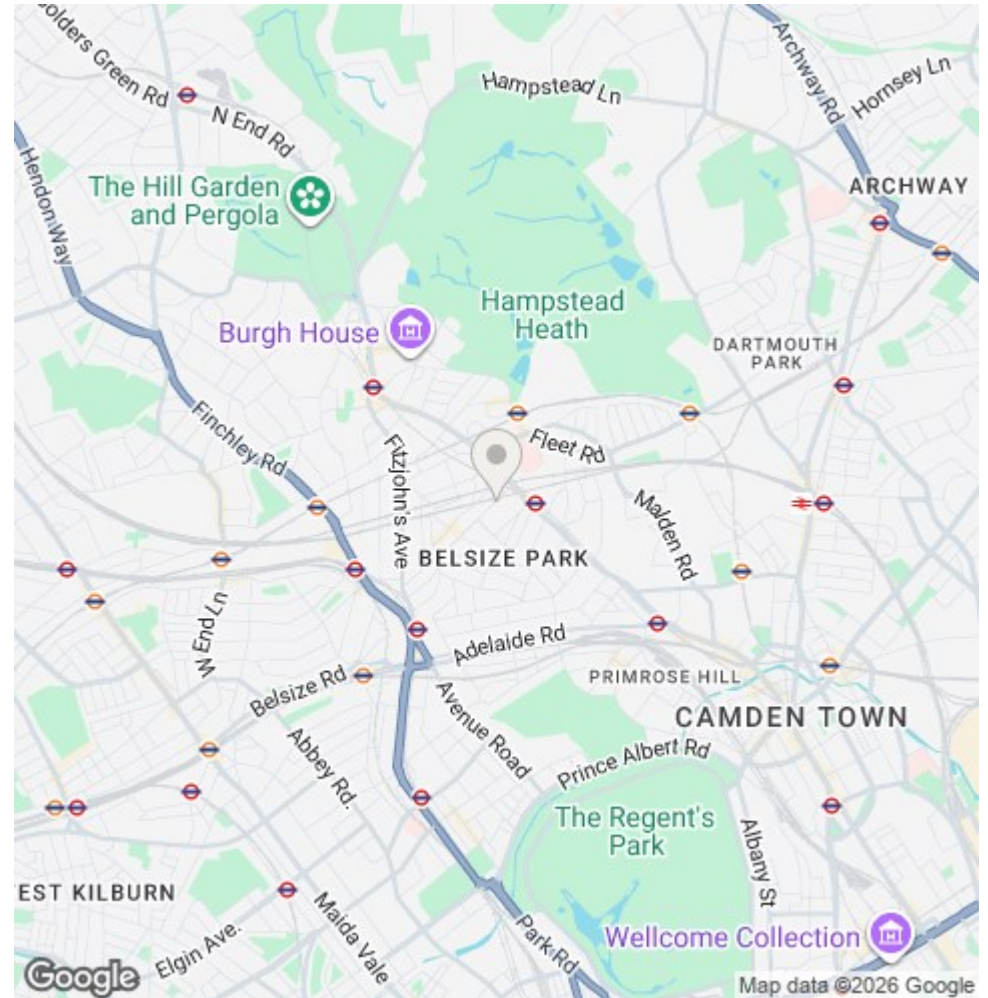 olders Green Rd
N End Rd
Hampstead Ln
Archway Rd
Hornsey Ln
Hendon Way
The Hill Garden
and Pergola
ARCHWAY
Burgh House
Hampstead
Heath
DARTMOUTH
PARK
Finchley Rd
Fitzjohn's Ave
Fleet Rd
Malden Rd
BELSIZE PARK
W End Ln
Adelaide Rd
Belsize Rd
PRIMROSE HILL
Avenue Road
CAMDEN TOWN
Abbey Rd.
Prince Albert Rd
The Regent's
Park
Albany St
EST KILBURN
Maida Vale
Elgin Ave.
Park Rd
Wellcome Collection
Google
Map data ©2026 Google